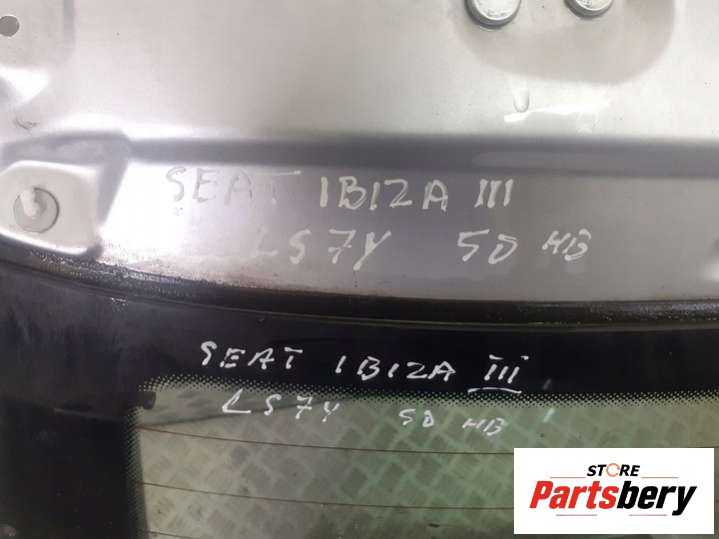 SEAT IBIZA III
LS7Y 5D HB
SEAT IBIZA III
LS7Y 5D HB
STORE
Partsbery